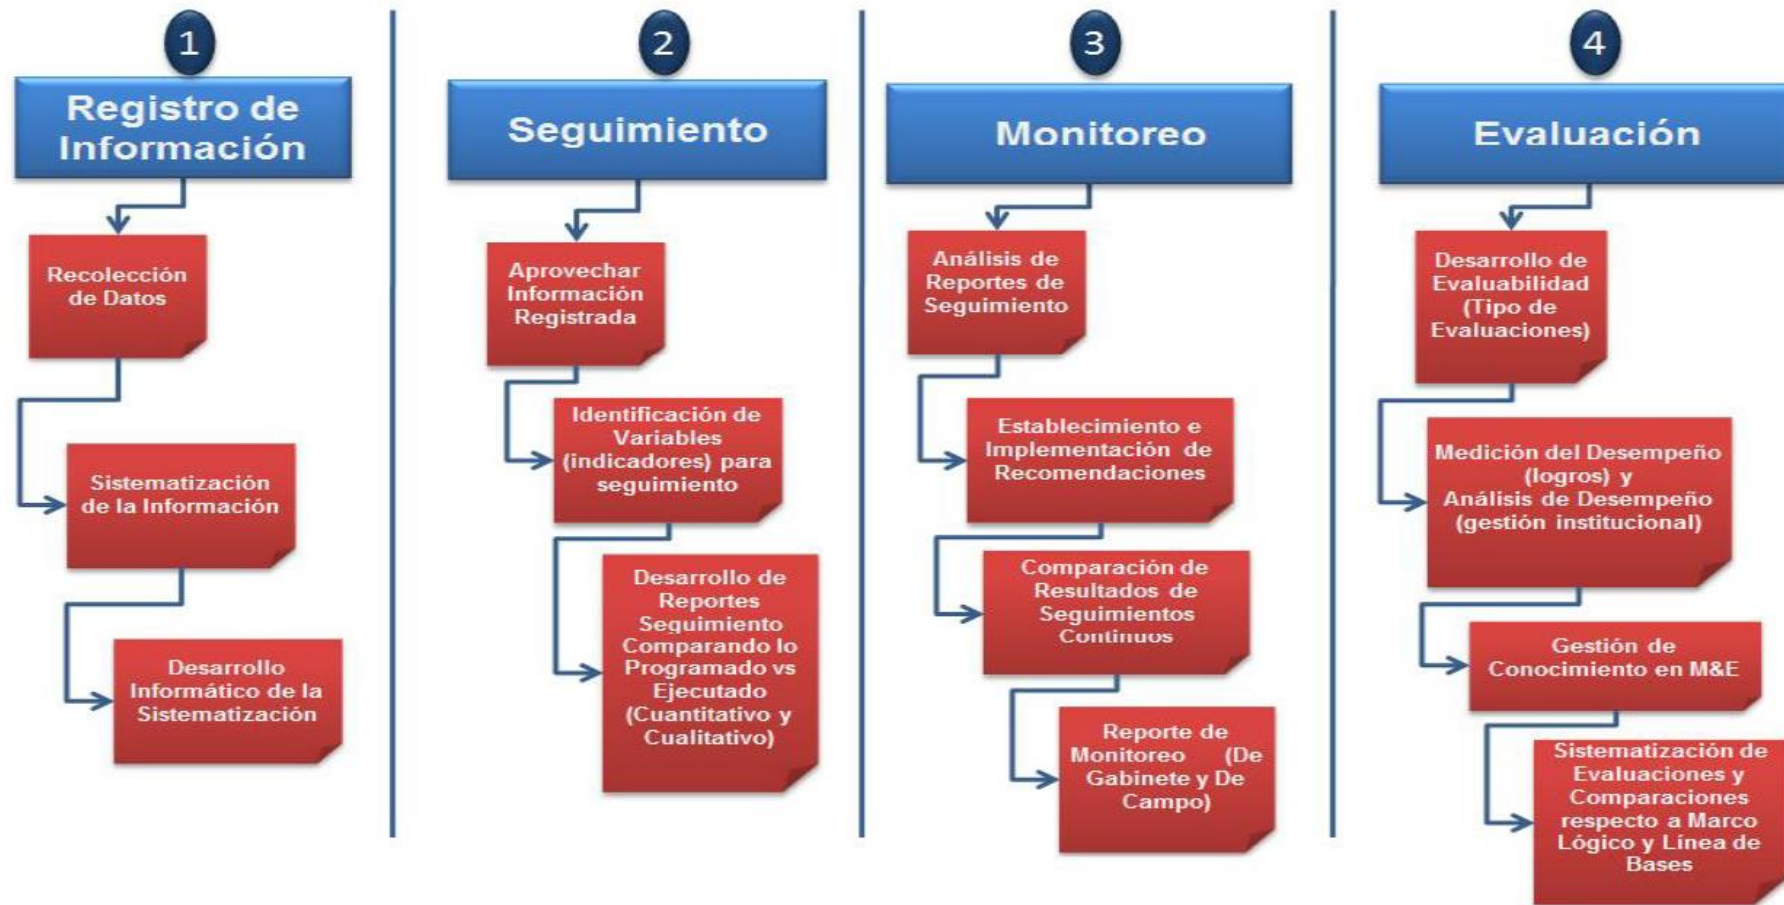 1
Registro de
Información
Recolección
de Datos
Sistematización
de la Información
Desarrollo
Informático de la
Sistematización
2
Seguimiento
Aprovechar
Información
Registrada
Identificación de
Variables
(indicadores) para
seguimiento
Desarrollo de
Reportes
Seguimiento
Comparando lo
Programado vs
Ejecutado
(Cuantitativo y
Cualitativo)
3
Monitoreo
Análisis de
Reportes de
Seguimiento
Establecimiento e
Implementación de
Recomendaciones
Comparación de
Resultados de
Seguimientos
Continuos
Reporte de
Monitoreo (De
Gabinete y De
Campo)
4
Evaluación
Desarrollo de
Evaluabilidad
(Tipo de
Evaluaciones)
Medición del Desempeño
(logros) y
Análisis de Desempeño
(gestión institucional)
Gestión de
Conocimiento en M&E
Sistematización de
Evaluaciones y
Comparaciones
respecto a Marco
Lógico y Línea de
Bases